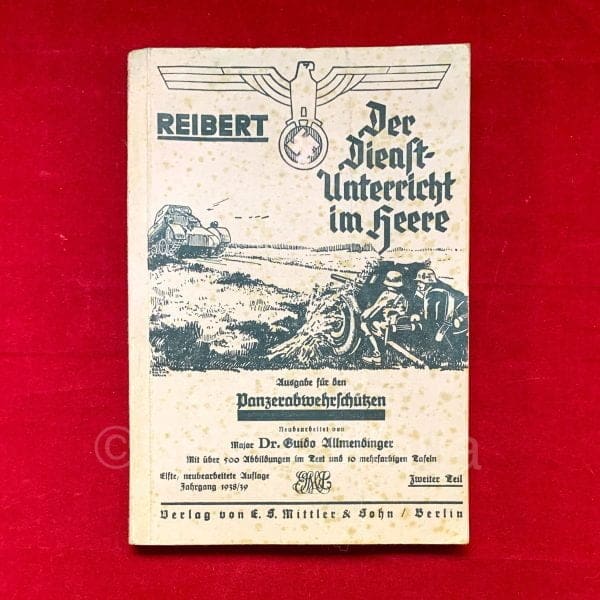 REIBERT
Der
Dienst-
Unterricht
im Heere
Ausgabe für den
Panzerabwehrschützen
Neubearbeitet von
Major Dr. Guido Allmendinger
Mit über 500 Abbildungen im Text und 10 mehrfarbigen Tafeln
Elfte, neubearbeitete Auflage
Jahrgang 1938/39
Zweiter Teil
Verlag von E. S. Mittler & Sohn / Berlin